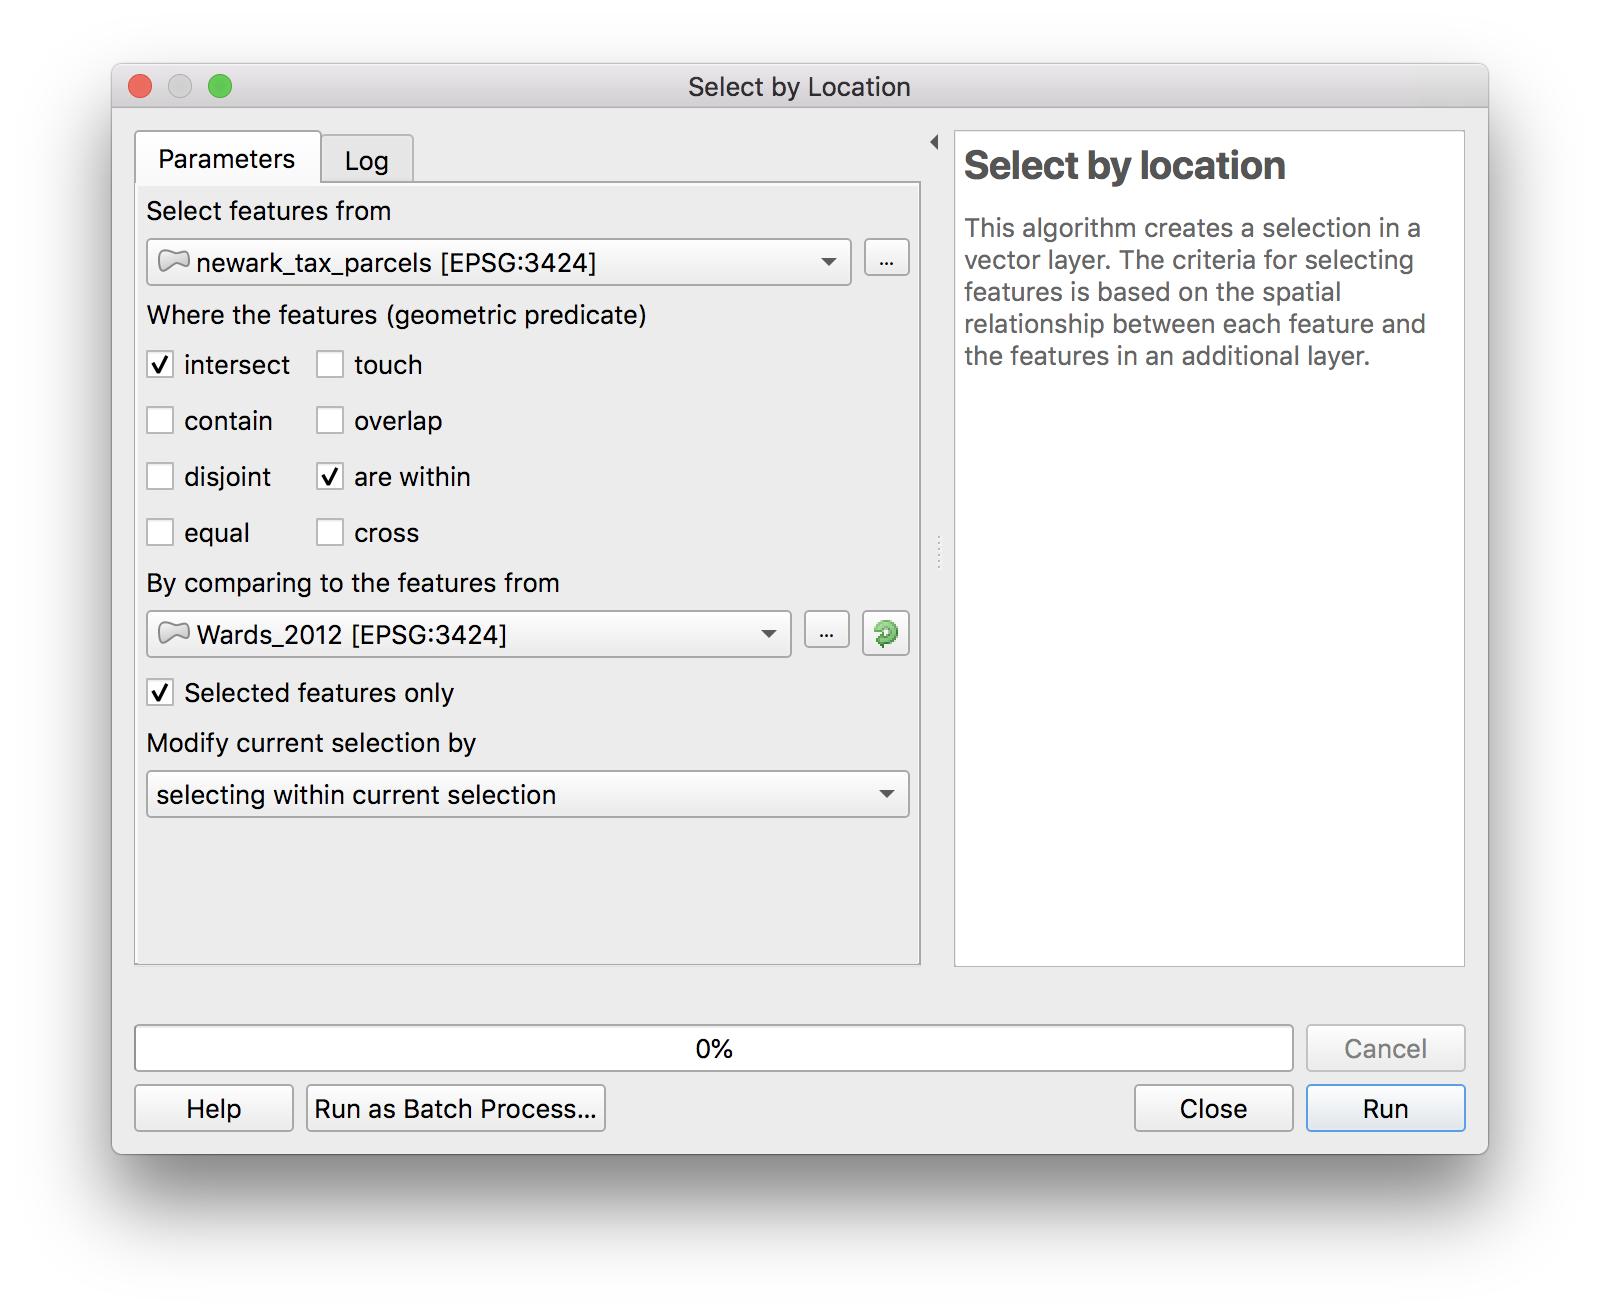 Select by Location
Parameters
Log
Select features from
newark_tax_parcels [EPSG:3424]
...
Where the features (geometric predicate)
intersect
touch
contain
overlap
disjoint
are within
equal
cross
By comparing to the features from
Wards_2012 [EPSG:3424]
...
Selected features only
Modify current selection by
selecting within current selection
Select by location
This algorithm creates a selection in a
vector layer. The criteria for selecting
features is based on the spatial
relationship between each feature and
the features in an additional layer.
0%
Cancel
Help
Run as Batch Process...
Close
Run